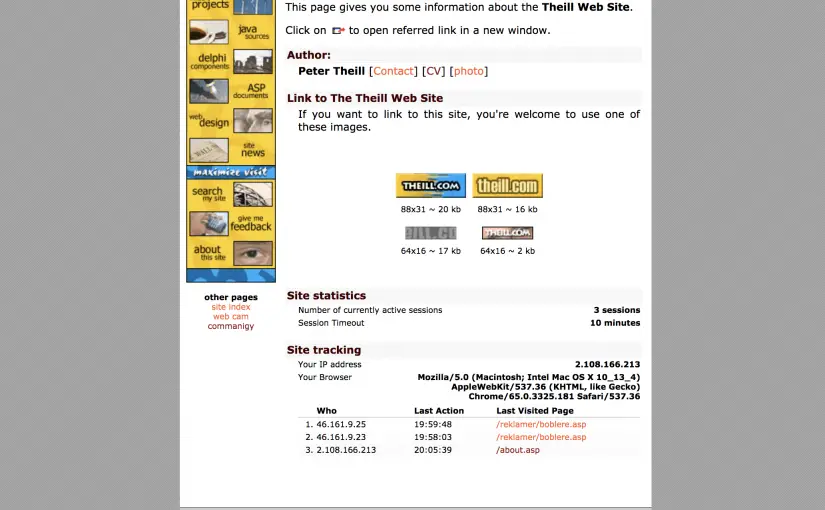 projects
java
sources
delphi
components
ASP
documents
web
design
site
news
maximize visit
search
my site
give me
feedback
about
this site
other pages
site index
web cam
commanigy
This page gives you some information about the Theill Web Site.
Click on to open referred link in a new window.
Author:
Peter Theill [Contact] [CV] [photo]
Link to The Theill Web Site
If you want to link to this site, you're welcome to use one of
these images.
THEILL.COM theill.com
88x31 ~ 20 kb 88x31 ~ 16 kb
THEILL.COM
64x16 ~ 17 kb 64x16 ~ 2 kb
Site statistics
Number of currently active sessions 3 sessions
Session Timeout 10 minutes
Site tracking
Your IP address 2.108.166.213
Your Browser Mozilla/5.0 (Macintosh; Intel Mac OS X 10_13_4)
AppleWebKit/537.36 (KHTML, like Gecko)
Chrome/65.0.3325.181 Safari/537.36
Who Last Action Last Visited Page
1. 46.161.9.25 19:59:48 /reklamer/boblere.asp
2. 46.161.9.23 19:58:03 /reklamer/boblere.asp
3. 2.108.166.213 20:05:39 /about.asp